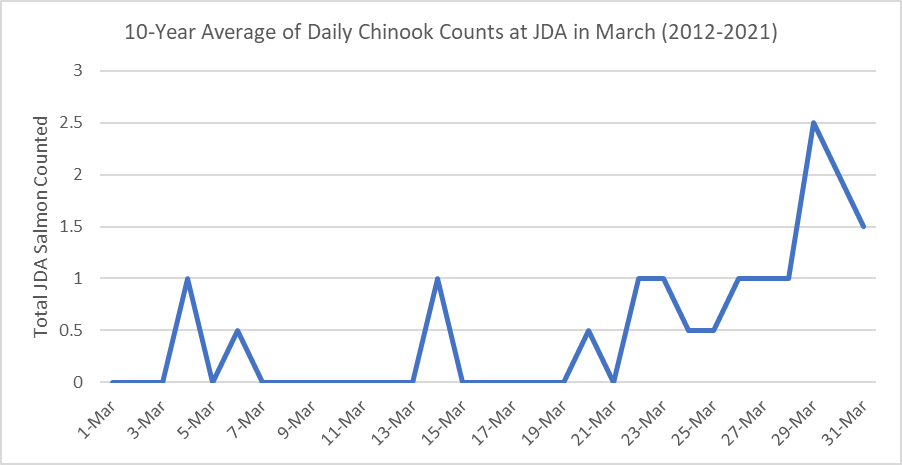 10-Year Average of Daily Chinook Counts at JDA in March (2012-2021)
Total JDA Salmon Counted
3
2.5
2
1.5
1
0.5
0
1-Mar
3-Mar
5-Mar
7-Mar
9-Mar
11-Mar
13-Mar
15-Mar
17-Mar
19-Mar
21-Mar
23-Mar
25-Mar
27-Mar
29-Mar
31-Mar